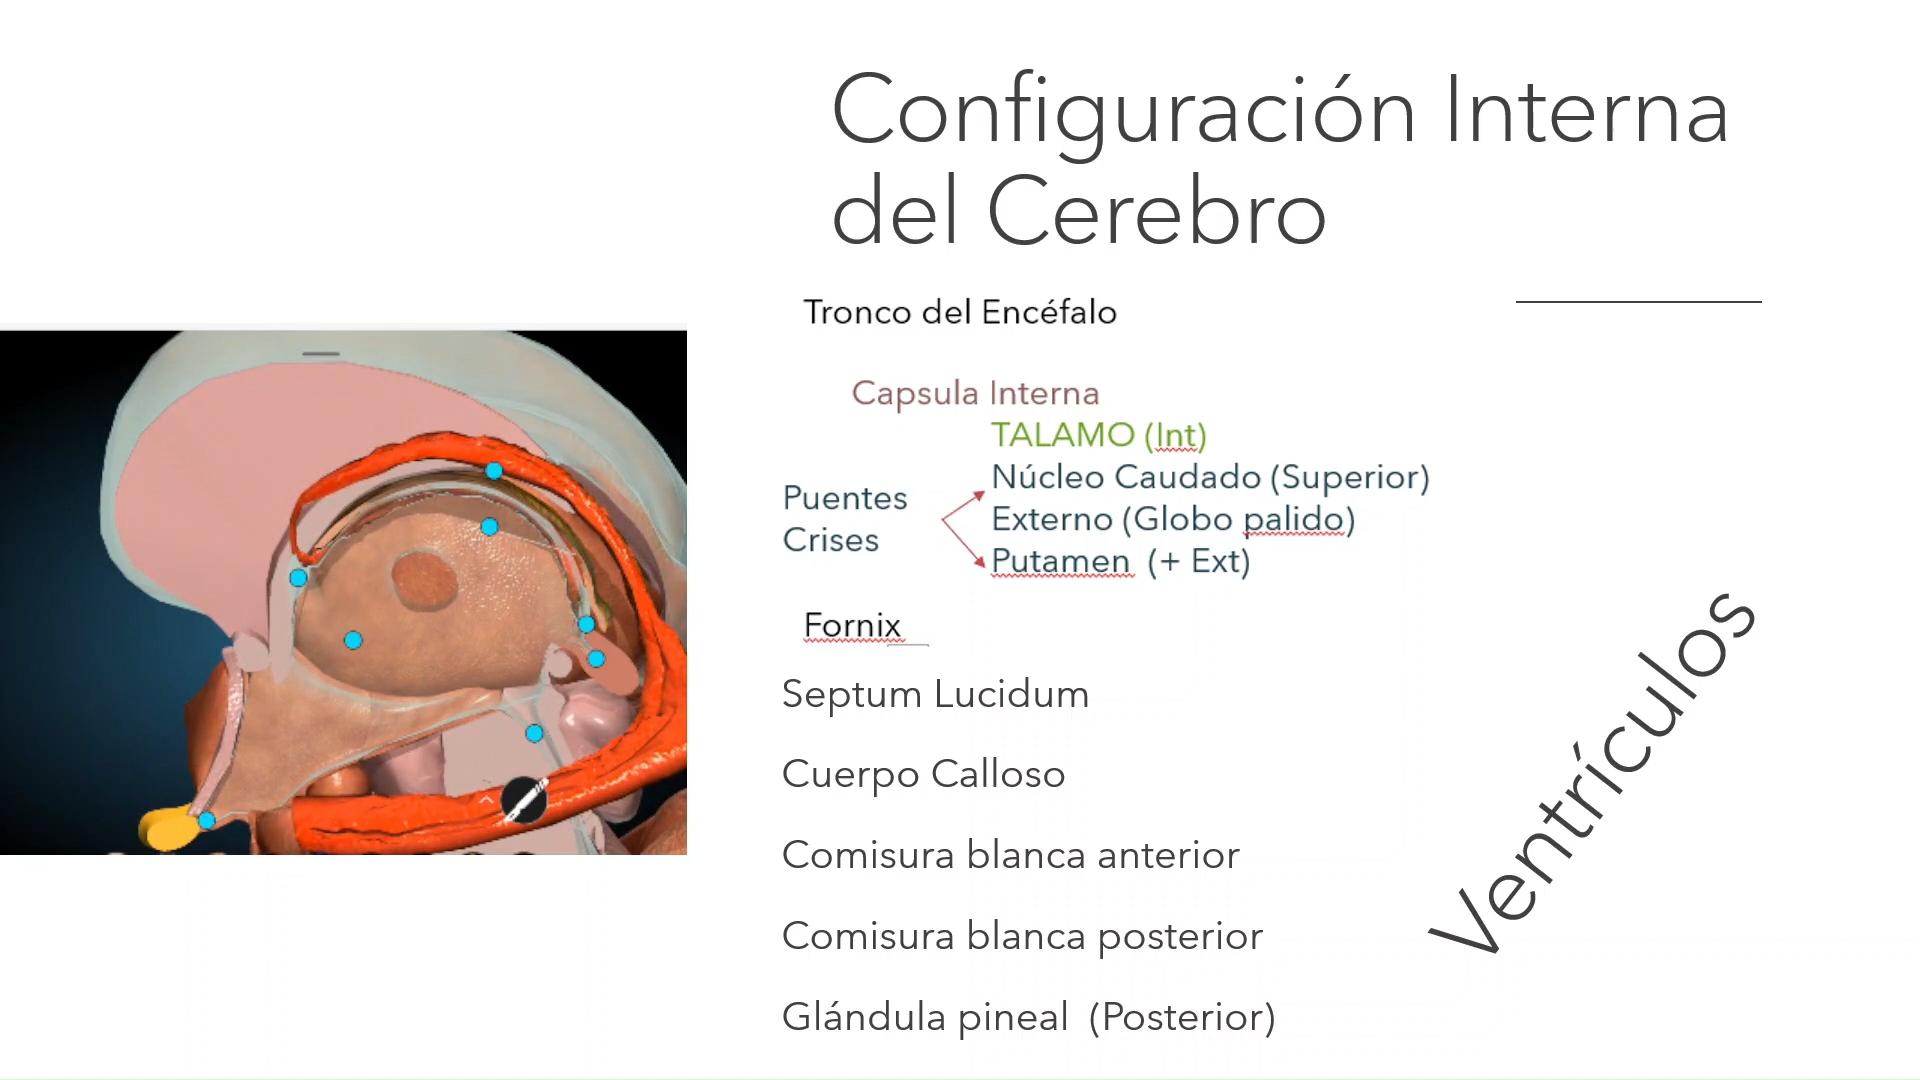 Configuración Interna
del Cerebro
Tronco del Encéfalo
Capsula Interna
TALAMO (Int)
Puentes
Crises
Núcleo Caudado (Superior)
Externo (Globo palido)
Putamen (+ Ext)
Fornix
Septum Lucidum
Cuerpo Calloso
Comisura blanca anterior
Comisura blanca posterior
Glándula pineal (Posterior)
Ventrículos